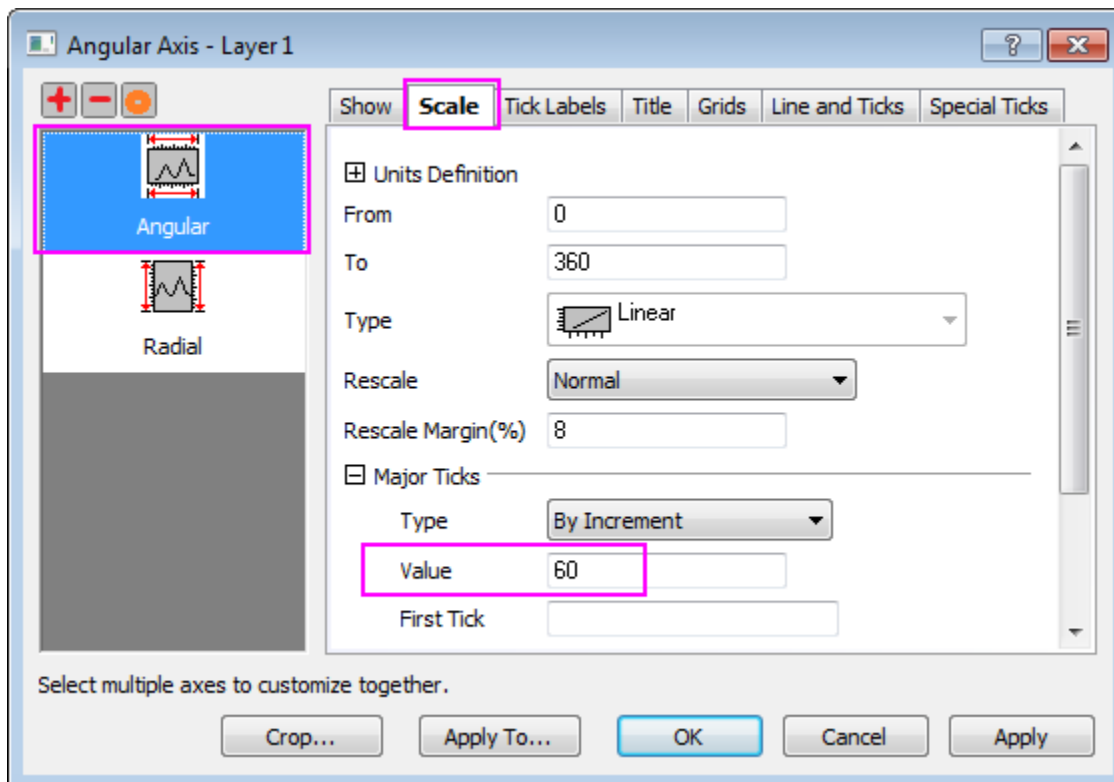 Angular Axis - Layer 1
Show Scale Tick Labels Title Grids Line and Ticks Special Ticks
Angular
Radial
Units Definition
From 0
To 360
Type Linear
Rescale Normal
Rescale Margin(%) 8
Major Ticks
Type By Increment
Value 60
First Tick
Select multiple axes to customize together.
Crop... Apply To... OK Cancel Apply